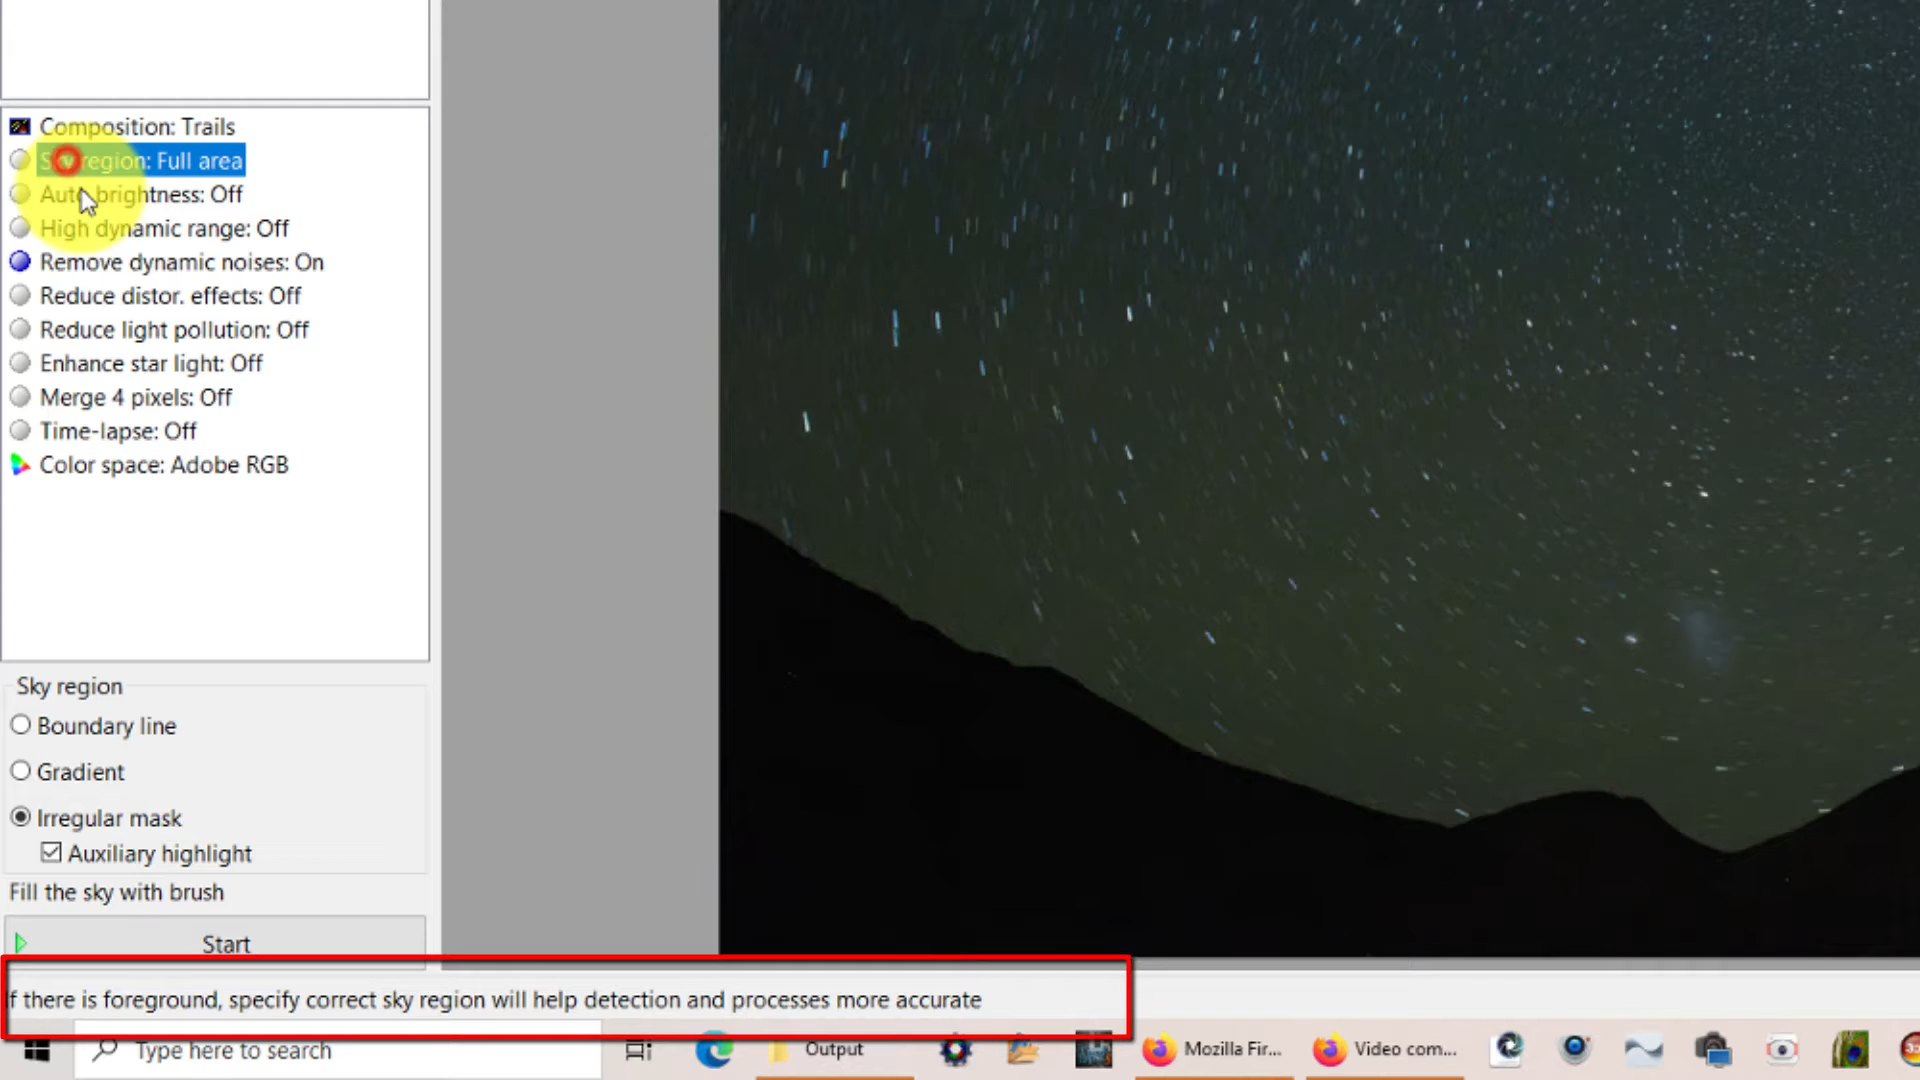 Composition: Trails
Sky region: Full area
Auto brightness: Off
High dynamic range: Off
Remove dynamic noises: On
Reduce distor. effects: Off
Reduce light pollution: Off
Enhance star light: Off
Merge 4 pixels: Off
Time-lapse: Off
Color space: Adobe RGB
Sky region
Boundary line
Gradient
Irregular mask
Auxiliary highlight
Fill the sky with brush
Start
If there is foreground, specify correct sky region will help detection and processes more accurate
Type here to search
Output
Mozilla Fir...
Video com...